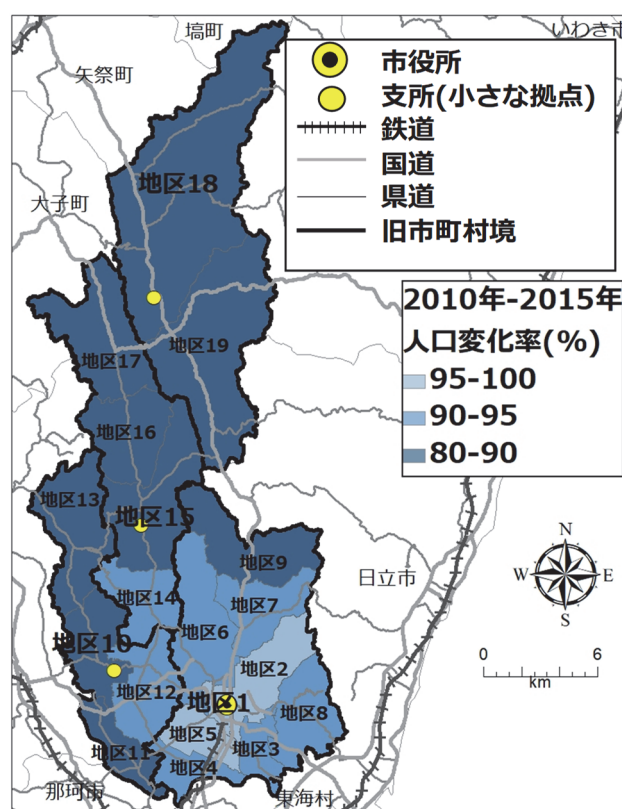 塙町
いわき市
矢祭町
大子町
市役所
支所(小さな拠点)
鉄道
国道
県道
旧市町村境
2010年-2015年
人口変化率(%)
95-100
90-95
80-90
地区18
地区19
地区17
地区16
地区13
地区15
地区9
日立市
地区14
地区7
地区6
地区10
地区2
地区12
地区1
地区8
地区5
地区3
地区11
地区4
那珂市
東海村
N
W
E
S
0
6
km